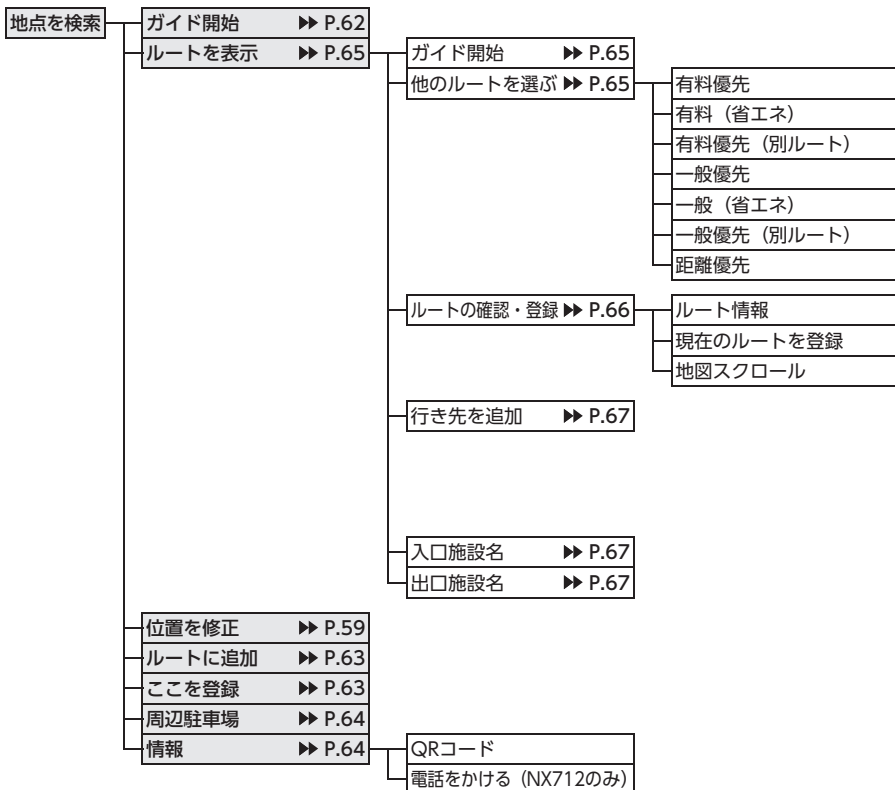 地点を検索 ガイド開始 ▶▶ P.62
ルートを表示 ▶▶ P.65 ガイド開始 ▶▶ P.65
他のルートを選ぶ ▶▶ P.65 有料優先
有料（省エネ）
有料優先（別ルート）
一般優先
一般（省エネ）
一般優先（別ルート）
距離優先
ルートの確認・登録 ▶▶ P.66 ルート情報
現在のルートを登録
地図スクロール
行き先を追加 ▶▶ P.67
入口施設名 ▶▶ P.67
出口施設名 ▶▶ P.67
位置を修正 ▶▶ P.59
ルートに追加 ▶▶ P.63
ここを登録 ▶▶ P.63
周辺駐車場 ▶▶ P.64
情報 ▶▶ P.64 QRコード
電話をかける（NX712のみ）